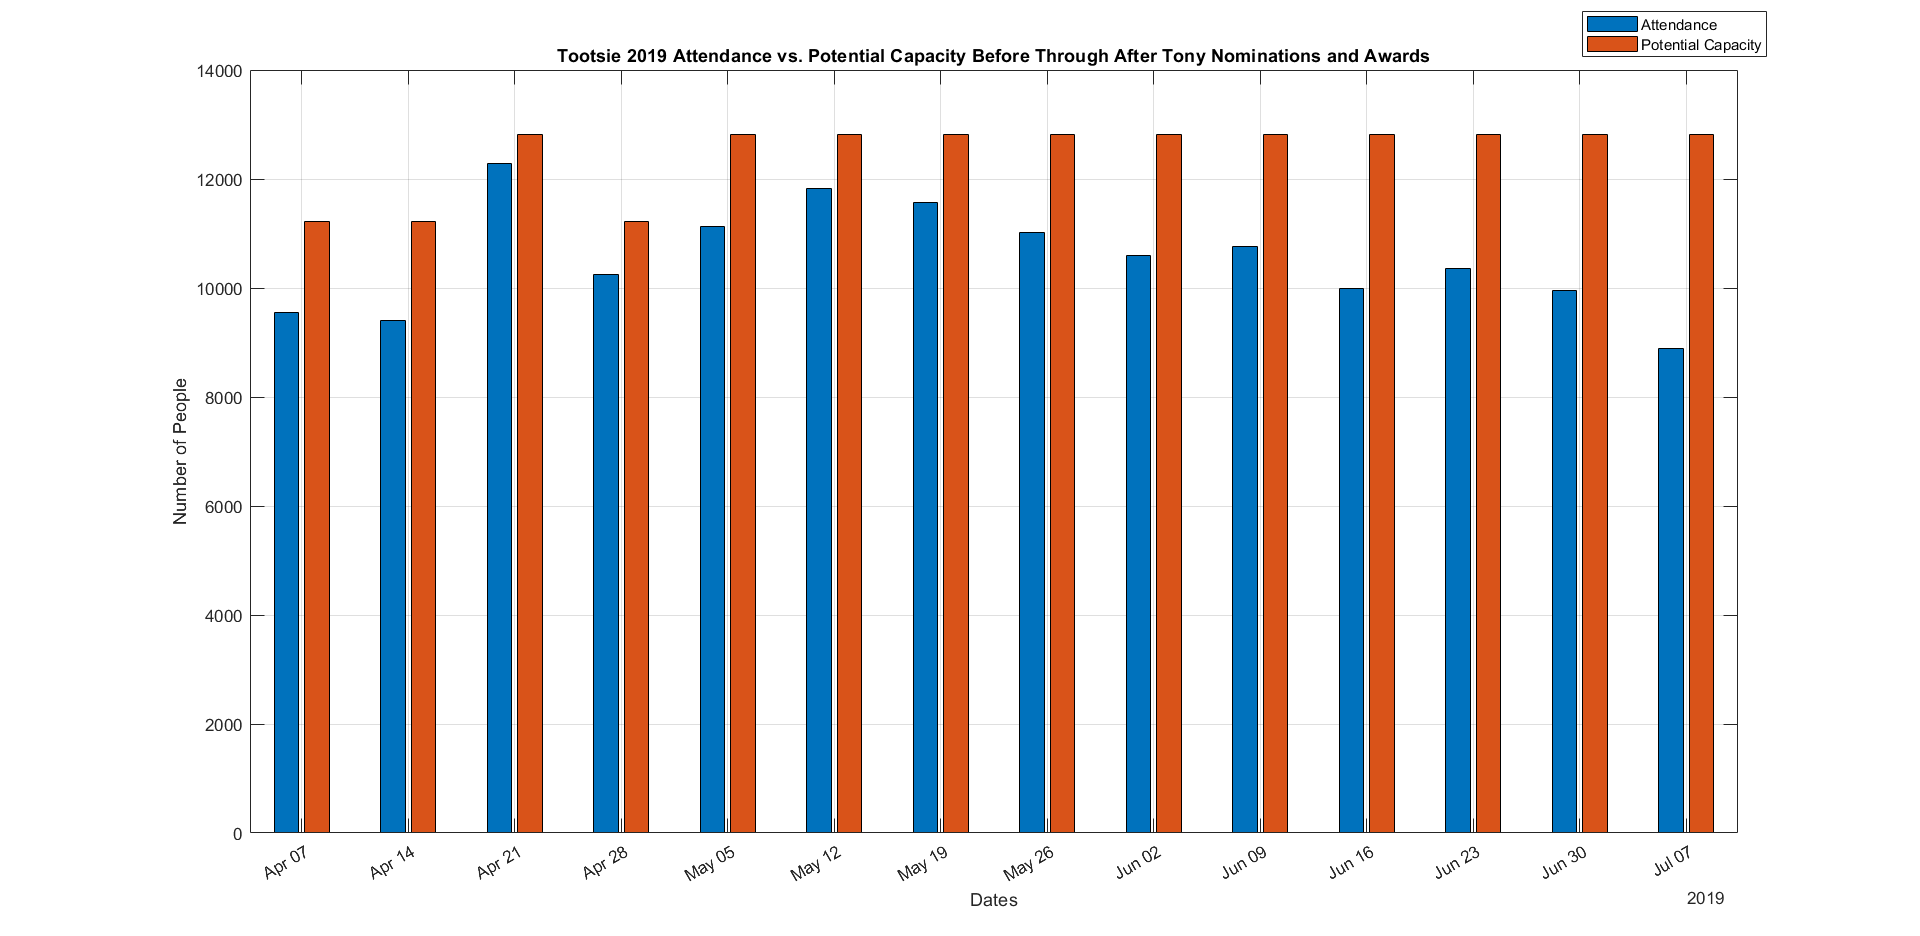 Attendance
Potential Capacity
Tootsie 2019 Attendance vs. Potential Capacity Before Through After Tony Nominations and Awards
14000
12000
10000
8000
6000
4000
2000
0
Number of People
Apr 07
Apr 14
Apr 21
Apr 28
May 05
May 12
May 19
May 26
Jun 02
Jun 09
Jun 16
Jun 23
Jun 30
Jul 07
Dates
2019